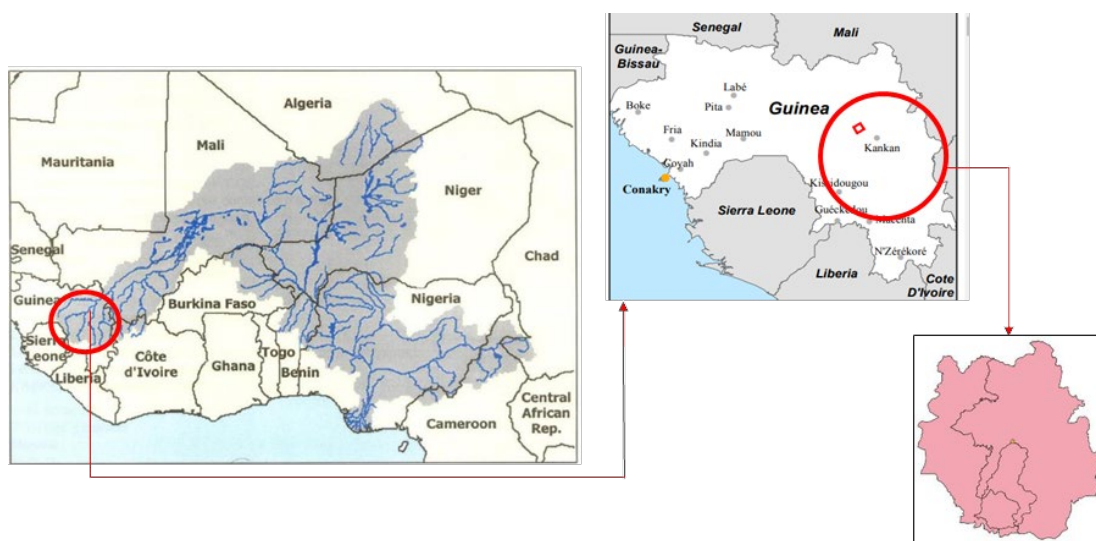 Algeria
Mali
Mauritania
Niger
Senegal
Chad
Guinea
Burkina Faso
Nigeria
Sierra
Leone
Côte
d'Ivoire
Ghana
Togo
Benin
Liberia
Cameroon
Central
African
Rep.
Senegal
Mali
Guinea-
Bissau
Labé
Boke
Pita
Guinea
Fria
Mamou
Kindia
Kankan
Coyah
Conakry
Kissidougou
Sierra Leone
Guéckédou
Macenta
N'Zérékoré
Liberia
Cote
D'Ivoire